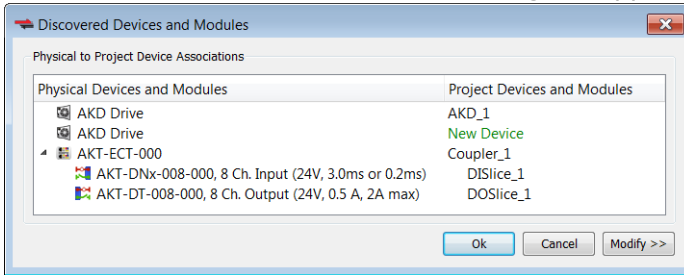 Discovered Devices and Modules
Physical to Project Device Associations
Physical Devices and Modules Project Devices and Modules
AKD Drive AKD_1
AKD Drive New Device
AKT-ECT-000 Coupler_1
AKT-DNx-008-000, 8 Ch. Input (24V, 3.0ms or 0.2ms) DISlice_1
AKT-DT-008-000, 8 Ch. Output (24V, 0.5 A, 2A max) DOSlice_1
Ok Cancel Modify >>